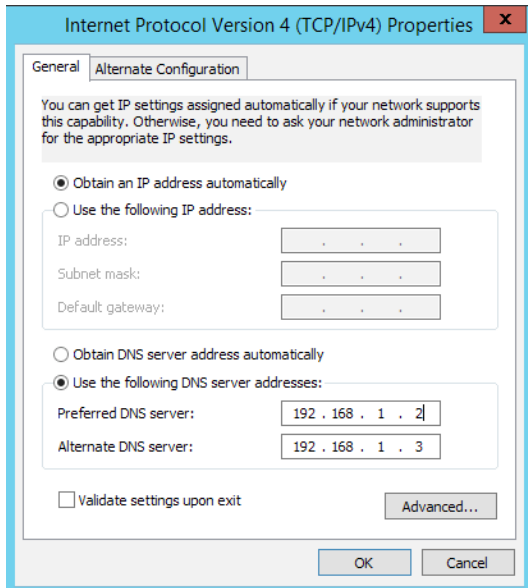 Internet Protocol Version 4 (TCP/IPv4) Properties
x
General
Alternate Configuration
You can get IP settings assigned automatically if your network supports
this capability. Otherwise, you need to ask your network administrator
for the appropriate IP settings.
Obtain an IP address automatically
Use the following IP address:
IP address: . . .
Subnet mask: . . .
Default gateway: . . .
Obtain DNS server address automatically
Use the following DNS server addresses:
Preferred DNS server: 192 . 168 . 1 . 2
Alternate DNS server: 192 . 168 . 1 . 3
Validate settings upon exit
Advanced...
OK
Cancel